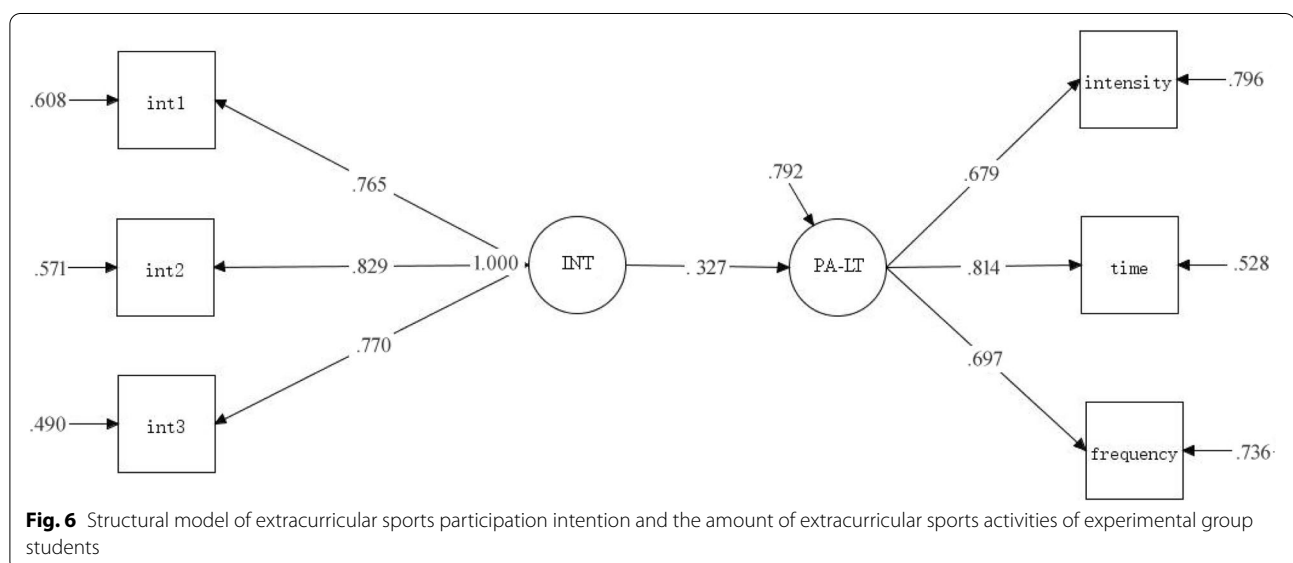 .608
int1
.765
.571
int2
.829
1.000
INT
.327
.792
PA-LT
.770
.490
int3
.679
intensity
.796
.814
time
.528
.697
frequency
.736
Fig. 6 Structural model of extracurricular sports participation intention and the amount of extracurricular sports activities of experimental group
students